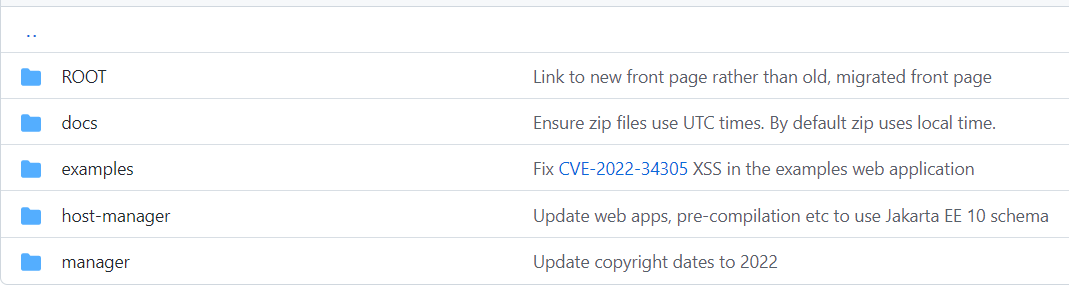 ..
ROOT Link to new front page rather than old, migrated front page
docs Ensure zip files use UTC times. By default zip uses local time.
examples Fix CVE-2022-34305 XSS in the examples web application
host-manager Update web apps, pre-compilation etc to use Jakarta EE 10 schema
manager Update copyright dates to 2022